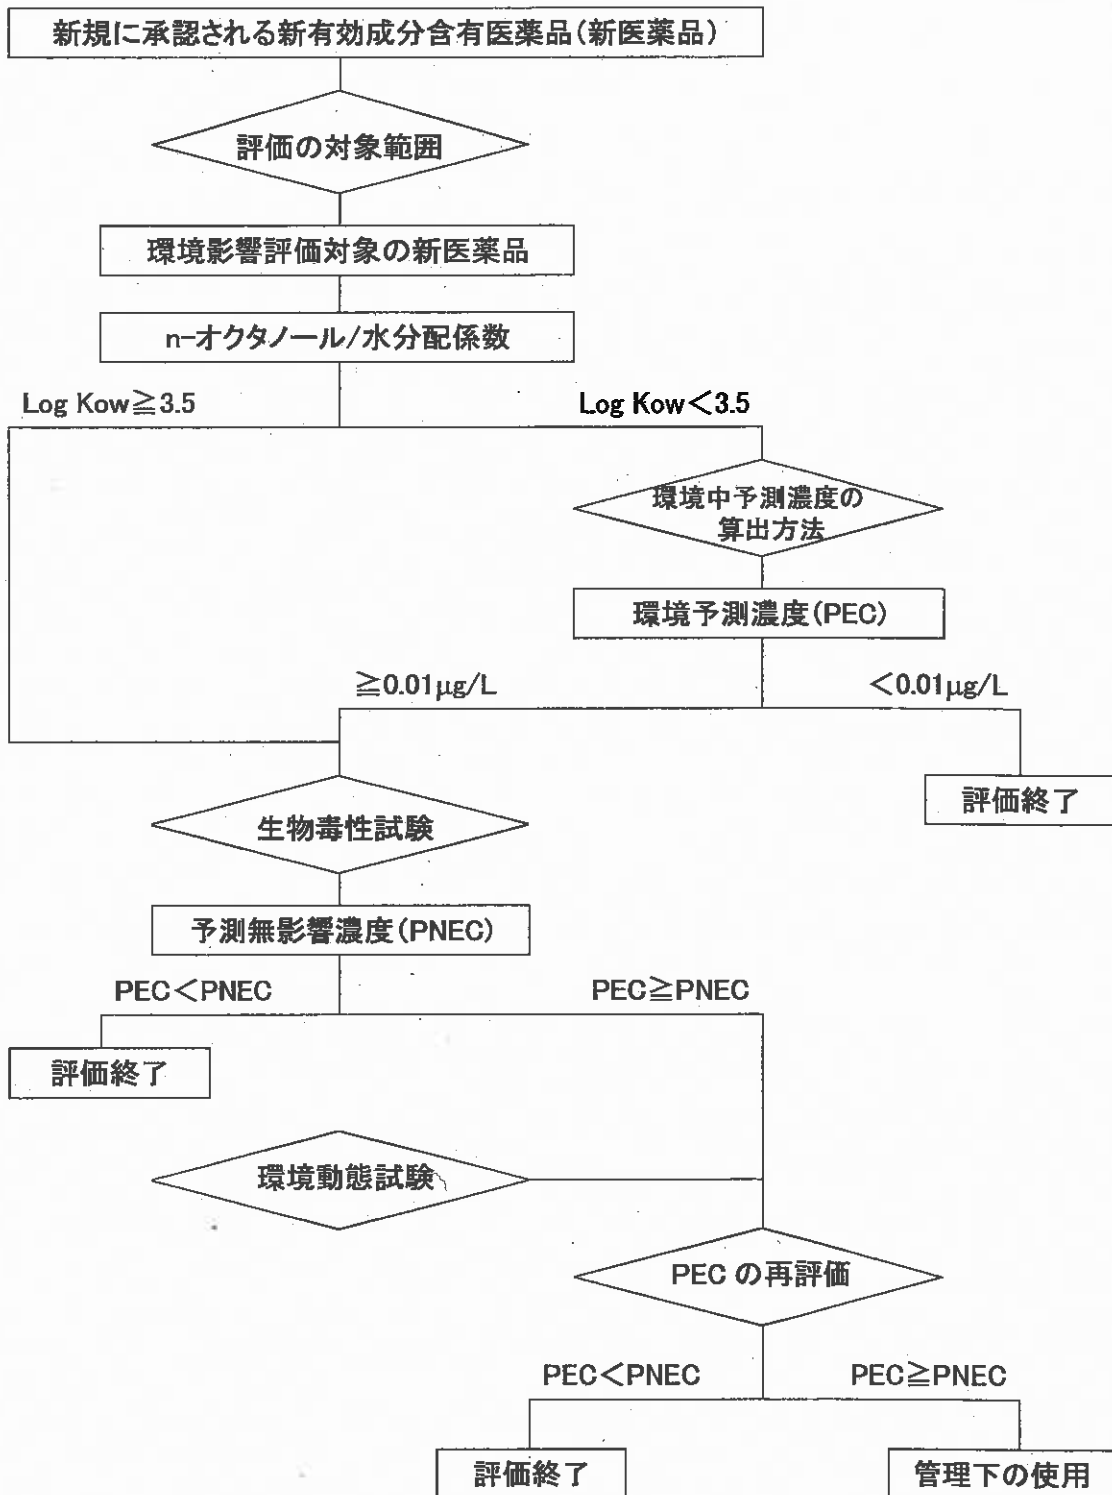 新規に承認される新有効成分含有医薬品(新医薬品)
評価の対象範囲
環境影響評価対象の新医薬品
n-オクタノール/水分配係数
Log Kow≧3.5
Log Kow<3.5
環境中予測濃度の
算出方法
環境予測濃度(PEC)
≧0.01μg/L
<0.01μg/L
評価終了
生物毒性試験
予測無影響濃度(PNEC)
PEC<PNEC
PEC≧PNEC
評価終了
環境動態試験
PEC の再評価
PEC<PNEC
PEC≧PNEC
評価終了
管理下の使用